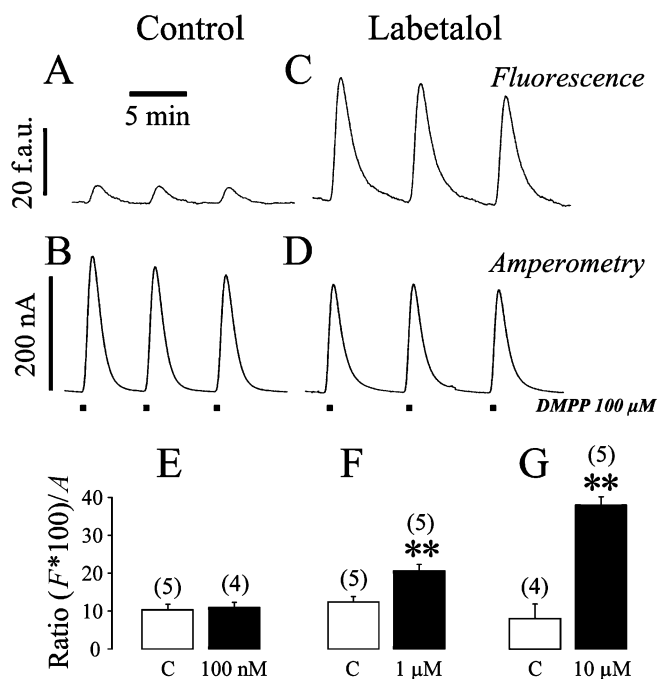 Control Labetalol
A C Fluorescence
5 min
20 f.a.u.
B D Amperometry
200 nA
DMPP 100 µM
E F G
Ratio (F*100)/A
40
30
20
10
0
(5) (4)
C 100 nM
(5) (5)
**
C 1 µM
(4) (5)
**
C 10 µM